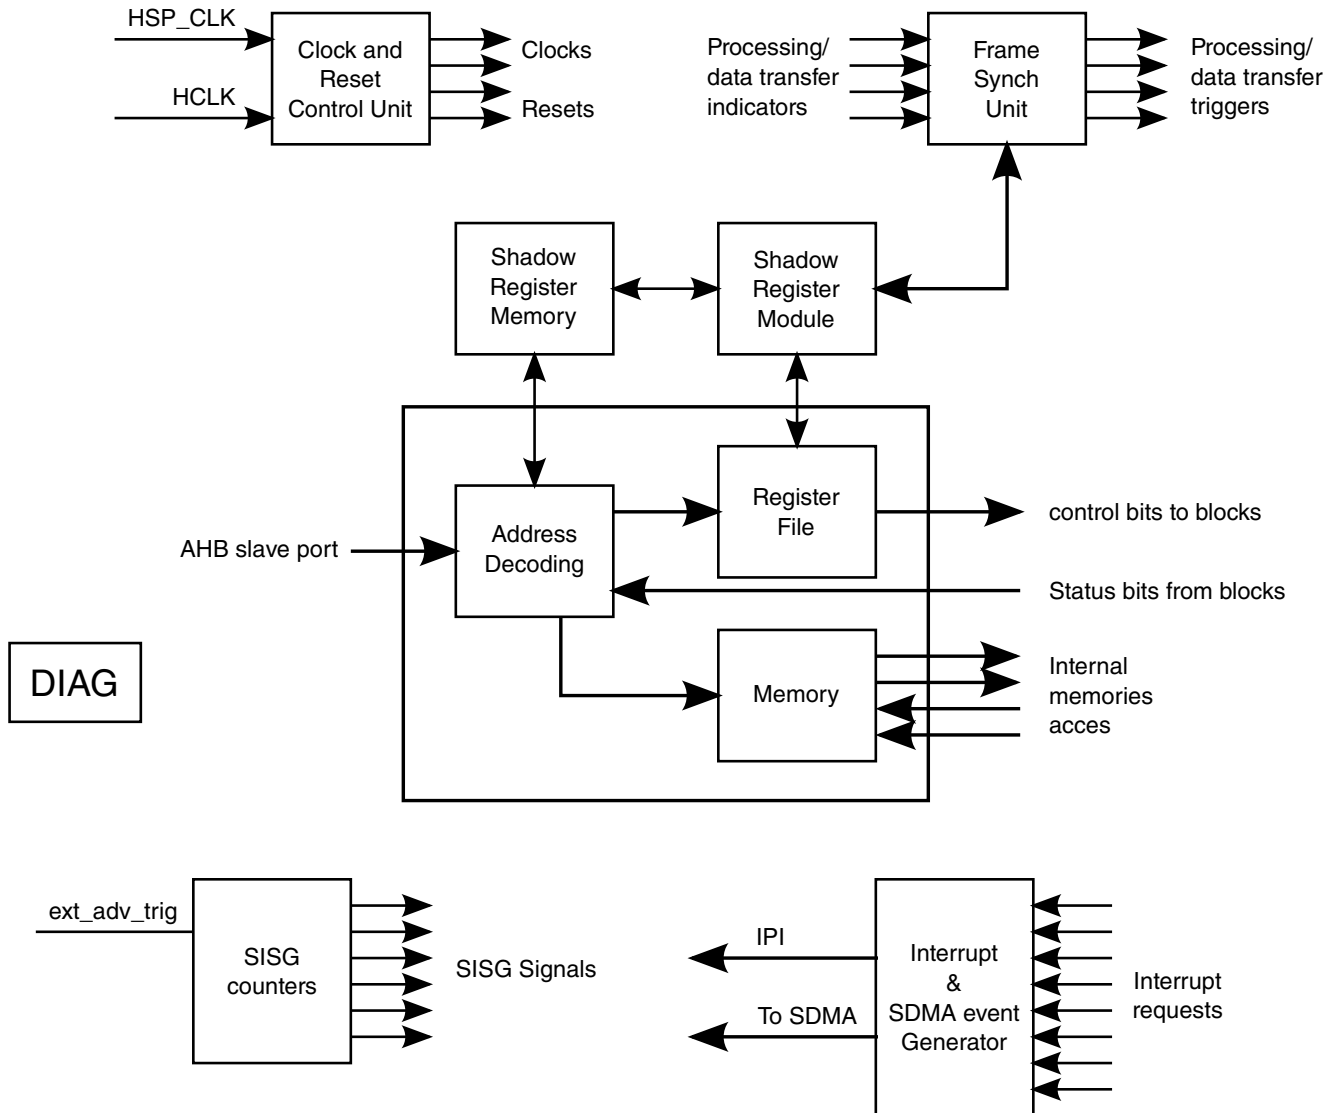 HSP_CLK
HCLK
Clock and
Reset
Control Unit
Clocks
Resets
Processing/
data transfer
indicators
Frame
Synch
Unit
Processing/
data transfer
triggers
Shadow
Register
Memory
Shadow
Register
Module
AHB slave port
Address
Decoding
Register
File
control bits to blocks
Status bits from blocks
Memory
Internal
memories
acces
DIAG
ext_adv_trig
SISG
counters
SISG Signals
IPI
To SDMA
Interrupt
&
SDMA event
Generator
Interrupt
requests